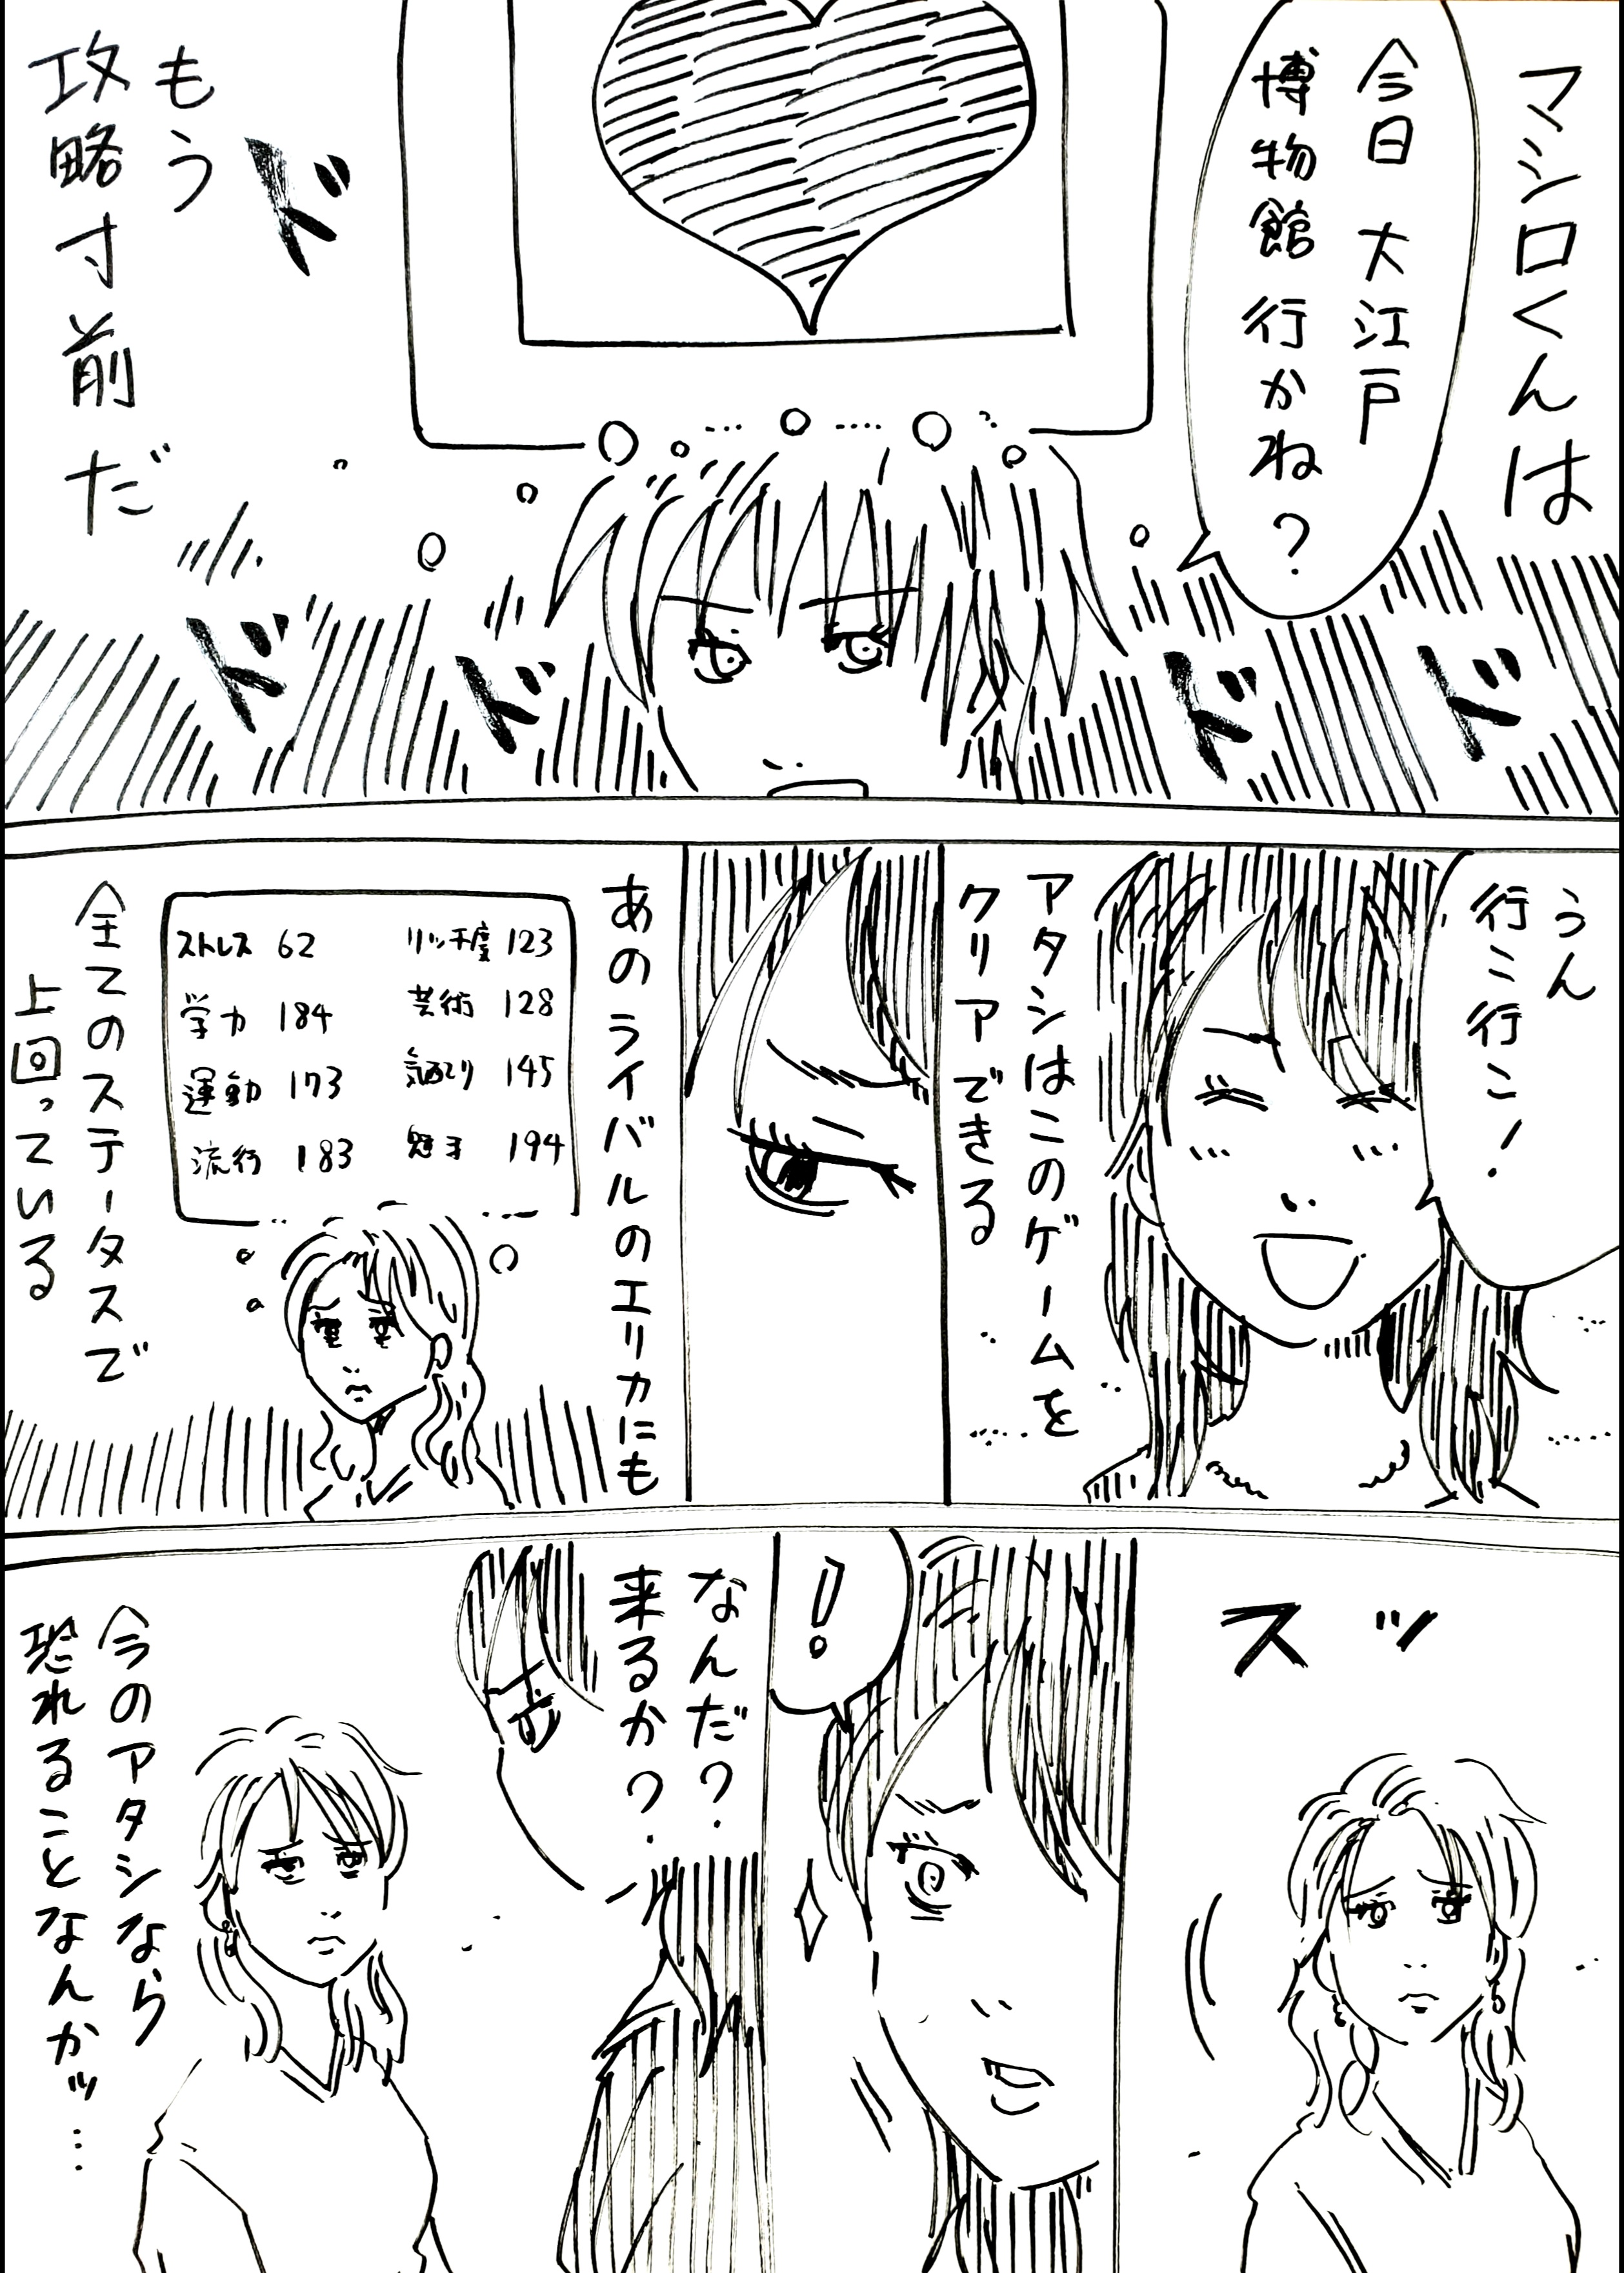 マシロくんは
今日 大江戸
博物館 行かね?
ド
ド
ド
ド
ド
もう
攻略寸前だ
うん
行こ行こ!
アタシはこのゲームを
クリアできる
あのライバルのエリカにも
ストレス 62
リッチ度 123
学力 184
芸術 128
運動 173
気配り 145
流行 183
魅力 194
全てのステータスで
上回っている
スッ
!
なんだ?
来るか?
今のアタシなら
恐れることなんかッ…